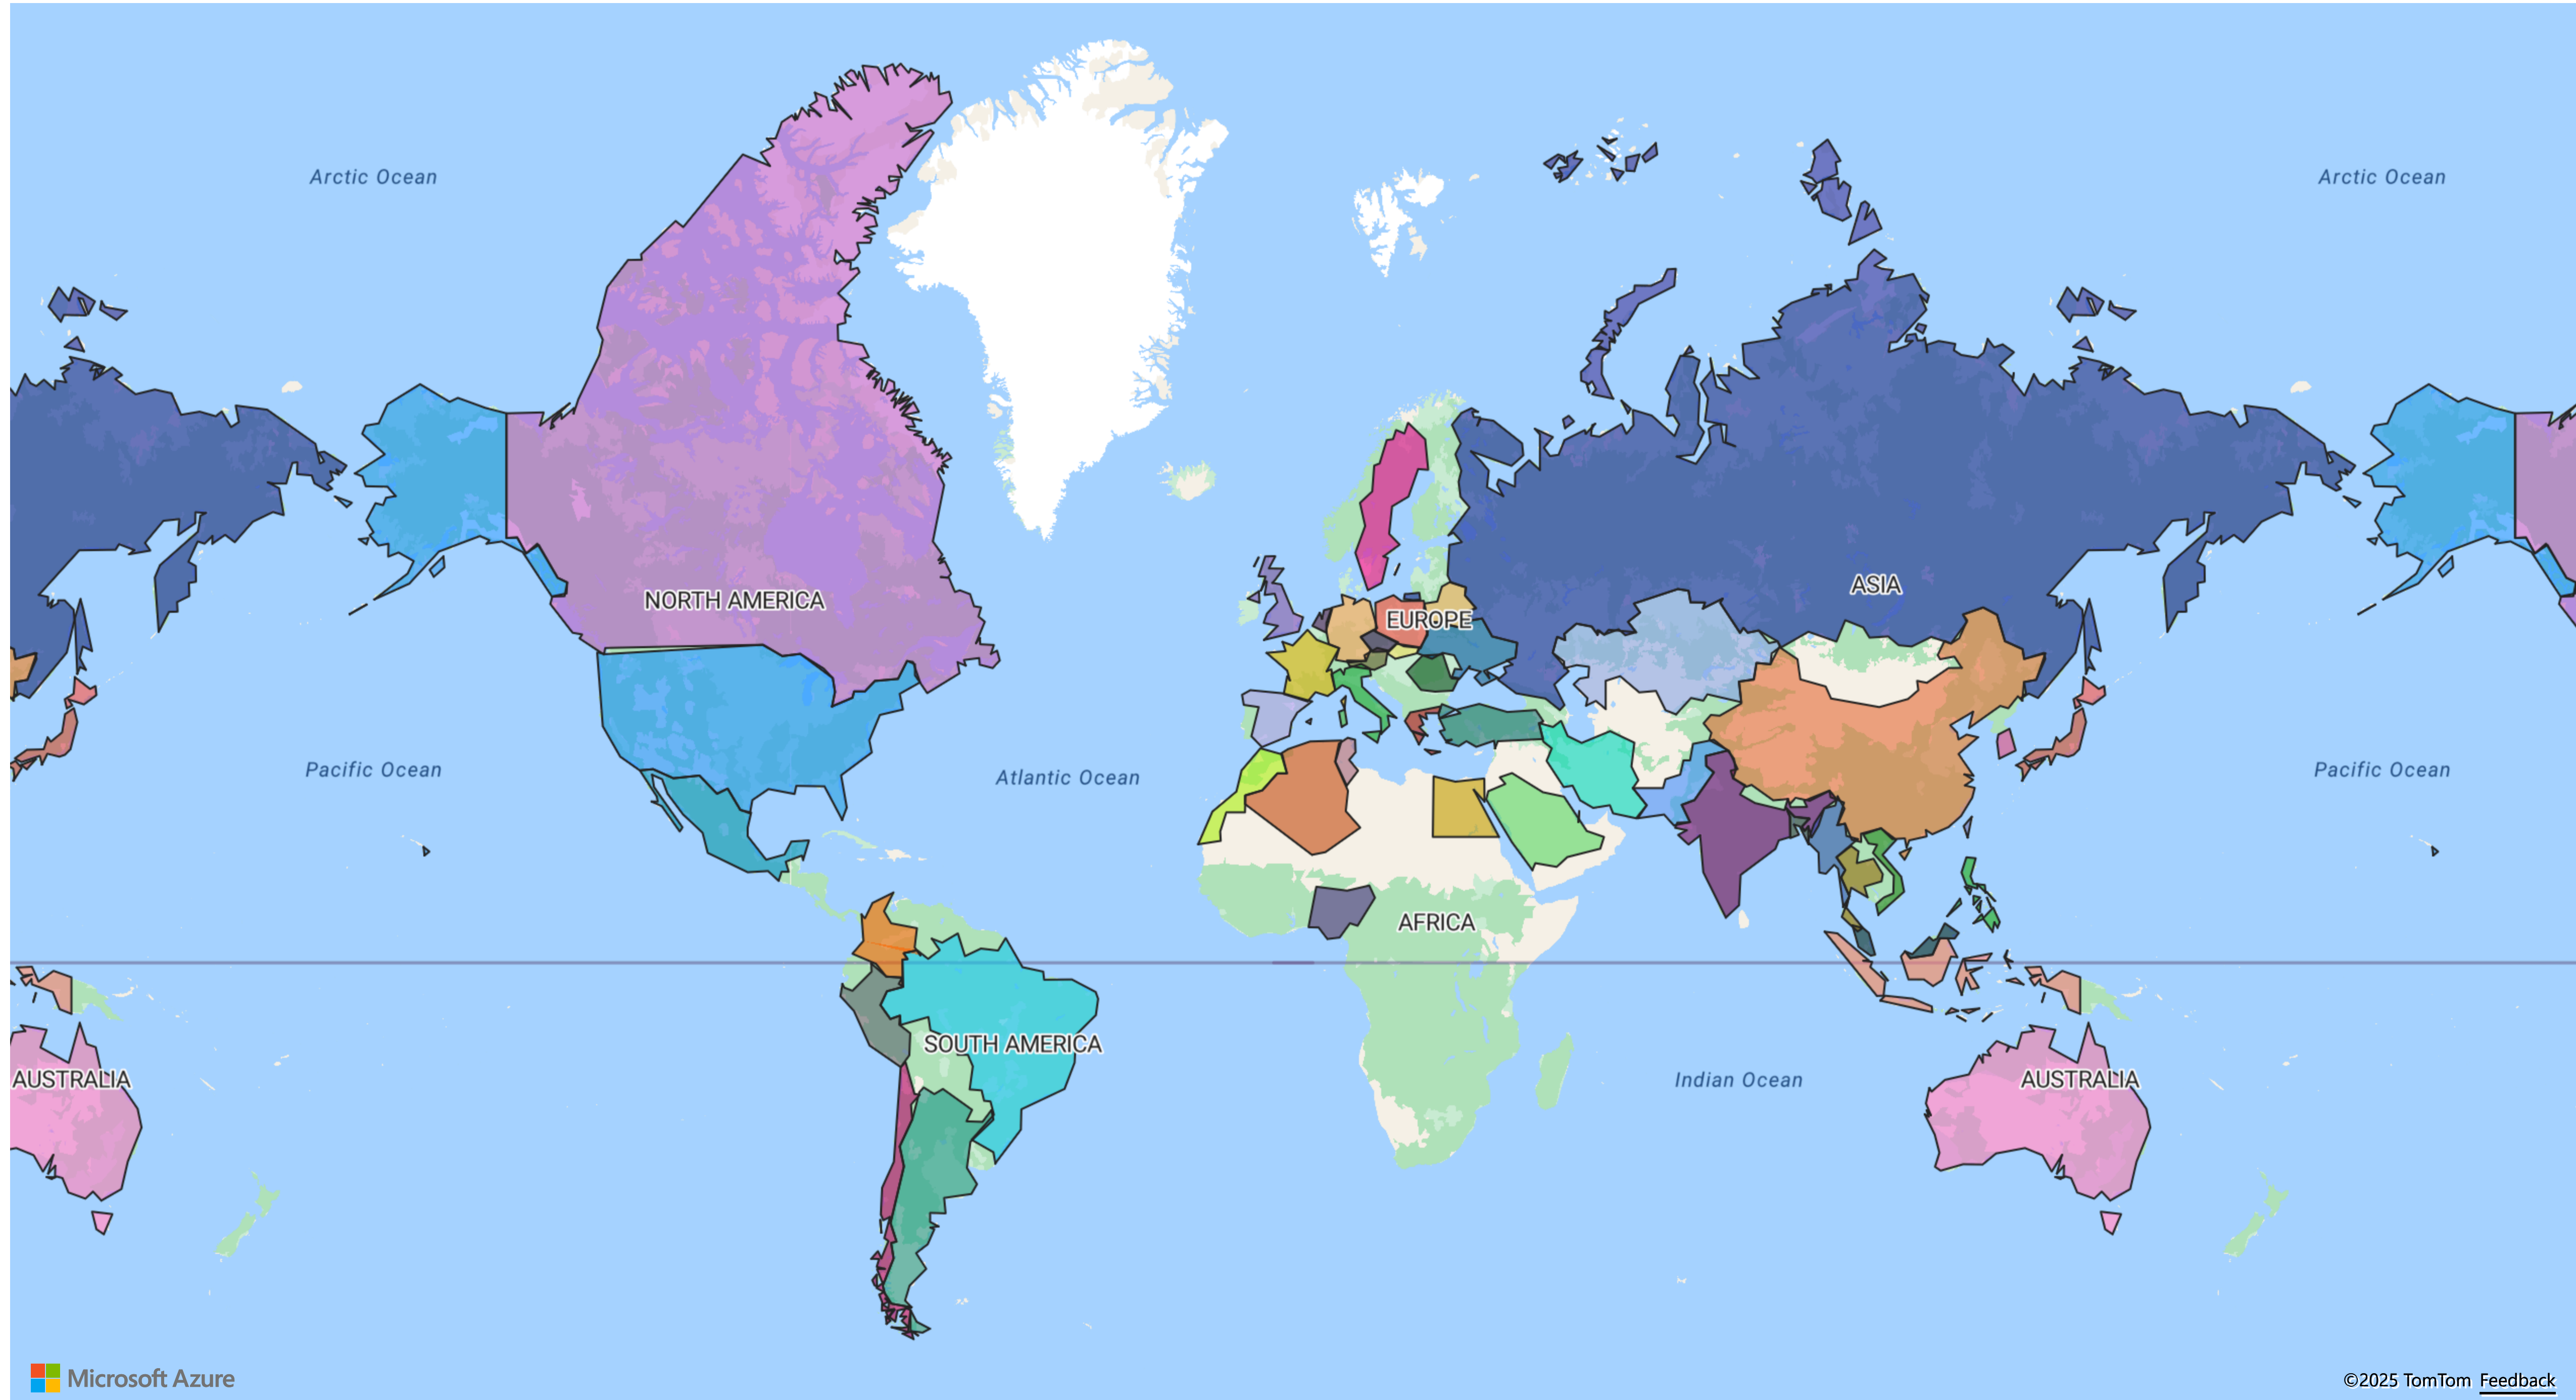 Arctic Ocean
Arctic Ocean
NORTH AMERICA
ASIA
EUROPE
Pacific Ocean
Atlantic Ocean
Pacific Ocean
AFRICA
SOUTH AMERICA
AUSTRALIA
Indian Ocean
AUSTRALIA
Microsoft Azure
©2025 TomTom Feedback